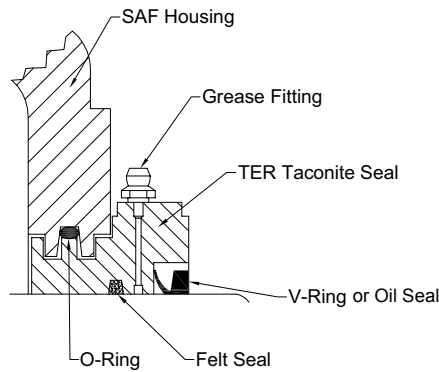 SAF Housing
Grease Fitting
TER Taconite Seal
V-Ring or Oil Seal
O-Ring
Felt Seal